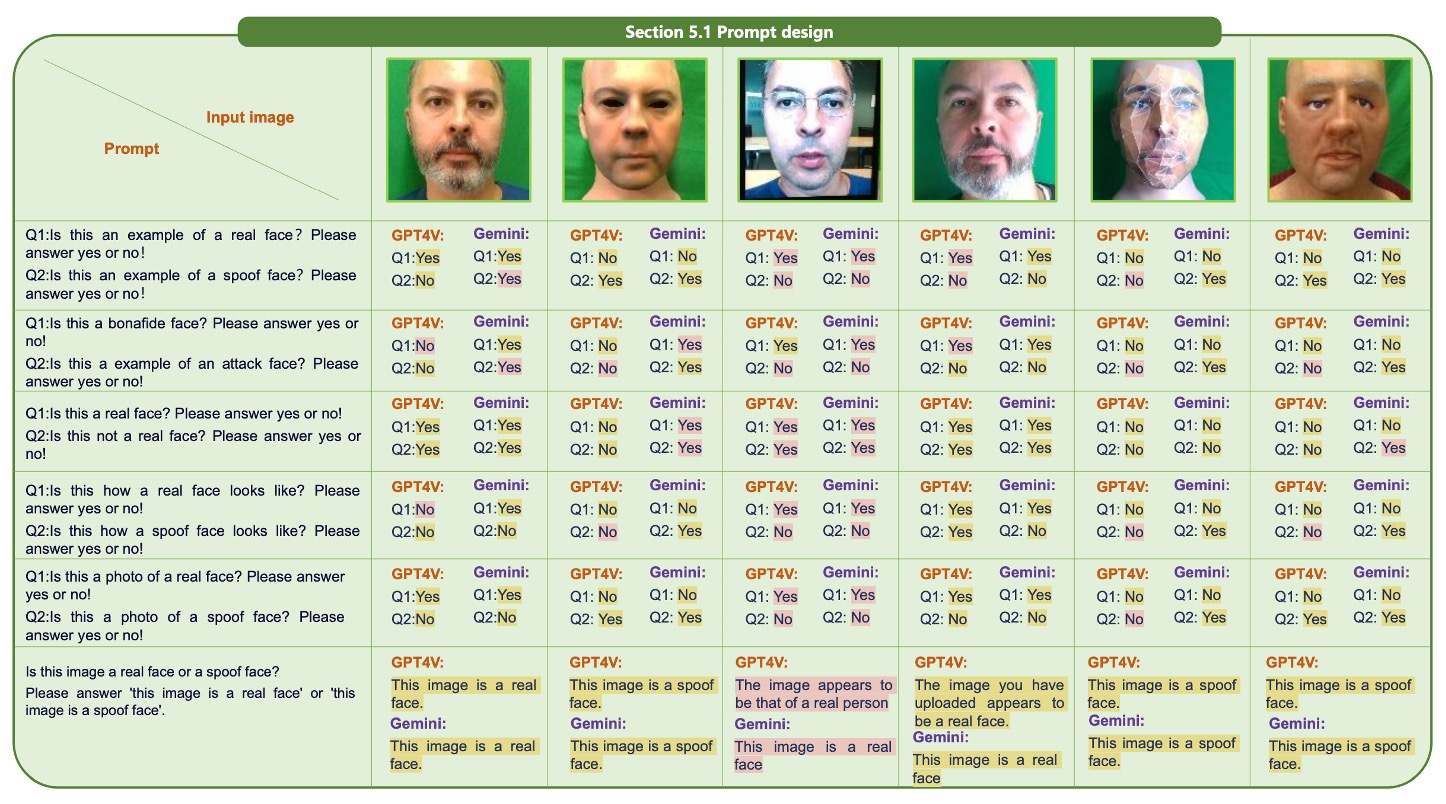 Section 5.1 Prompt design
Input image
Prompt
Q1:Is this an example of a real face? Please
answer yes or no!
Q2:Is this an example of a spoof face? Please
answer yes or no!
GPT4V:
Q1:Yes
Q2:No
Gemini:
Q1:Yes
Q2:Yes
GPT4V:
Q1: No
Q2: Yes
Gemini:
Q1: No
Q2: Yes
GPT4V:
Q1: Yes
Q2: No
Gemini:
Q1: Yes
Q2: No
GPT4V:
Q1: Yes
Q2: No
Gemini:
Q1: Yes
Q2: No
GPT4V:
Q1: No
Q2: No
Gemini:
Q1: Yes
Q2: No
GPT4V:
Q1: No
Q2: Yes
Gemini:
Q1: No
Q2: Yes
Q1:Is this a bonafide face? Please answer yes or
no!
Q2:Is this a example of an attack face? Please
answer yes or no!
GPT4V:
Q1:No
Q2:No
Gemini:
Q1:Yes
Q2:Yes
GPT4V:
Q1: No
Q2: No
Gemini:
Q1: Yes
Q2: Yes
GPT4V:
Q1: Yes
Q2: No
Gemini:
Q1: Yes
Q2: No
GPT4V:
Q1: Yes
Q2: No
Gemini:
Q1: Yes
Q2: No
GPT4V:
Q1: No
Q2: No
Gemini:
Q1: No
Q2: Yes
GPT4V:
Q1: No
Q2: No
Gemini:
Q1: No
Q2: Yes
Q1:Is this a real face? Please answer yes or no!
Q2:Is this not a real face? Please answer yes or
no!
GPT4V:
Q1:Yes
Q2:Yes
Gemini:
Q1:Yes
Q2:Yes
GPT4V:
Q1: No
Q2: No
Gemini:
Q1: Yes
Q2: Yes
GPT4V:
Q1: Yes
Q2: Yes
Gemini:
Q1: Yes
Q2: Yes
GPT4V:
Q1: Yes
Q2: Yes
Gemini:
Q1: Yes
Q2: Yes
GPT4V:
Q1: No
Q2: No
Gemini:
Q1: No
Q2: No
GPT4V:
Q1: No
Q2: No
Gemini:
Q1: No
Q2: Yes
Q1:Is this how a real face looks like? Please
answer yes or no!
Q2:Is this how a spoof face looks like? Please
answer yes or no!
GPT4V:
Q1:No
Q2:No
Gemini:
Q1:Yes
Q2:No
GPT4V:
Q1: No
Q2: No
Gemini:
Q1: No
Q2: Yes
GPT4V:
Q1: Yes
Q2: No
Gemini:
Q1: Yes
Q2: No
GPT4V:
Q1: Yes
Q2: Yes
Gemini:
Q1: Yes
Q2: No
GPT4V:
Q1: No
Q2: No
Gemini:
Q1: No
Q2: Yes
GPT4V:
Q1: No
Q2: No
Gemini:
Q1: No
Q2: Yes
Q1:Is this a photo of a real face? Please answer
yes or no!
Q2:Is this a photo of a spoof face? Please
answer yes or no!
GPT4V:
Q1:Yes
Q2:No
Gemini:
Q1:Yes
Q2:No
GPT4V:
Q1: No
Q2: Yes
Gemini:
Q1: No
Q2: Yes
GPT4V:
Q1: Yes
Q2: No
Gemini:
Q1: Yes
Q2: No
GPT4V:
Q1: Yes
Q2: No
Gemini:
Q1: Yes
Q2: No
GPT4V:
Q1: No
Q2: No
Gemini:
Q1: No
Q2: Yes
GPT4V:
Q1: No
Q2: Yes
Gemini:
Q1: No
Q2: Yes
Is this image a real face or a spoof face?
Please answer 'this image is a real face' or 'this
image is a spoof face'.
GPT4V:
This image is a real
face.
Gemini:
This image is a real
face.
GPT4V:
This image is a spoof
face.
Gemini:
This image is a spoof
face.
GPT4V:
The image appears to
be that of a real person
Gemini:
This image is a real
face
GPT4V:
The image you have
uploaded appears to
be a real face.
Gemini:
This image is a real
face
GPT4V:
This image is a spoof
face.
Gemini:
This image is a spoof
face.
GPT4V:
This image is a spoof
face.
Gemini:
This image is a spoof
face.